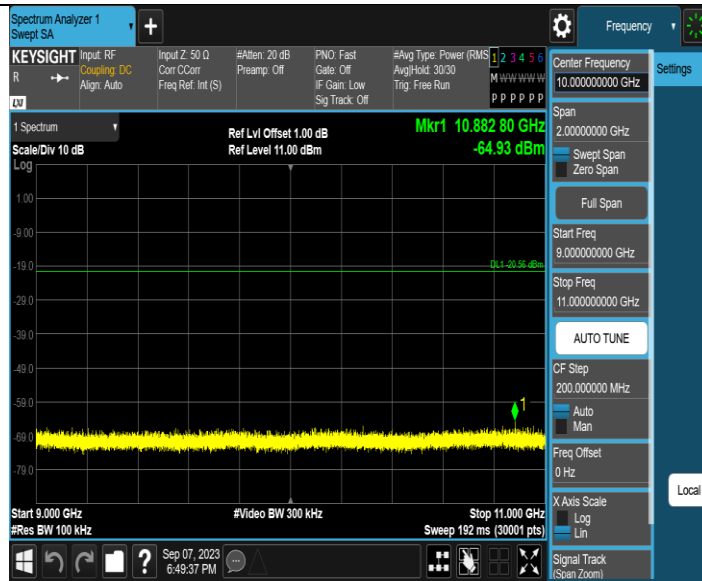 Spectrum Analyzer 1
Swept SA
+
Frequency
KEYSIGHT
R
LXI
Input: RF
Coupling: DC
Align: Auto
Input Z: 50 Ω
Corr CCorr
Freq Ref: Int (S)
#Atten: 20 dB
Preamp: Off
PNO: Fast
Gate: Off
IF Gain: Low
Sig Track: Off
#Avg Type: Power (RMS
Avg|Hold: 30/30
Trig: Free Run
1 2 3 4 5 6
M W W W W W
P P P P P P
1 Spectrum
Scale/Div 10 dB
Log
Ref Lvl Offset 1.00 dB
Ref Level 11.00 dBm
Mkr1 10.882 80 GHz
-64.93 dBm
1.00
-9.00
-19.0
DL1 -20.56 dBm
-29.0
-39.0
-49.0
-59.0
1
-69.0
-79.0
Start 9.000 GHz
#Res BW 100 kHz
#Video BW 300 kHz
Stop 11.000 GHz
Sweep 192 ms (30001 pts)
?
Sep 07, 2023
6:49:37 PM
Center Frequency
10.000000000 GHz
Span
2.00000000 GHz
Swept Span
Zero Span
Full Span
Start Freq
9.000000000 GHz
Stop Freq
11.000000000 GHz
AUTO TUNE
CF Step
200.000000 MHz
Auto
Man
Freq Offset
0 Hz
X Axis Scale
Log
Lin
Signal Track
(Span Zoom)
Settings
Local